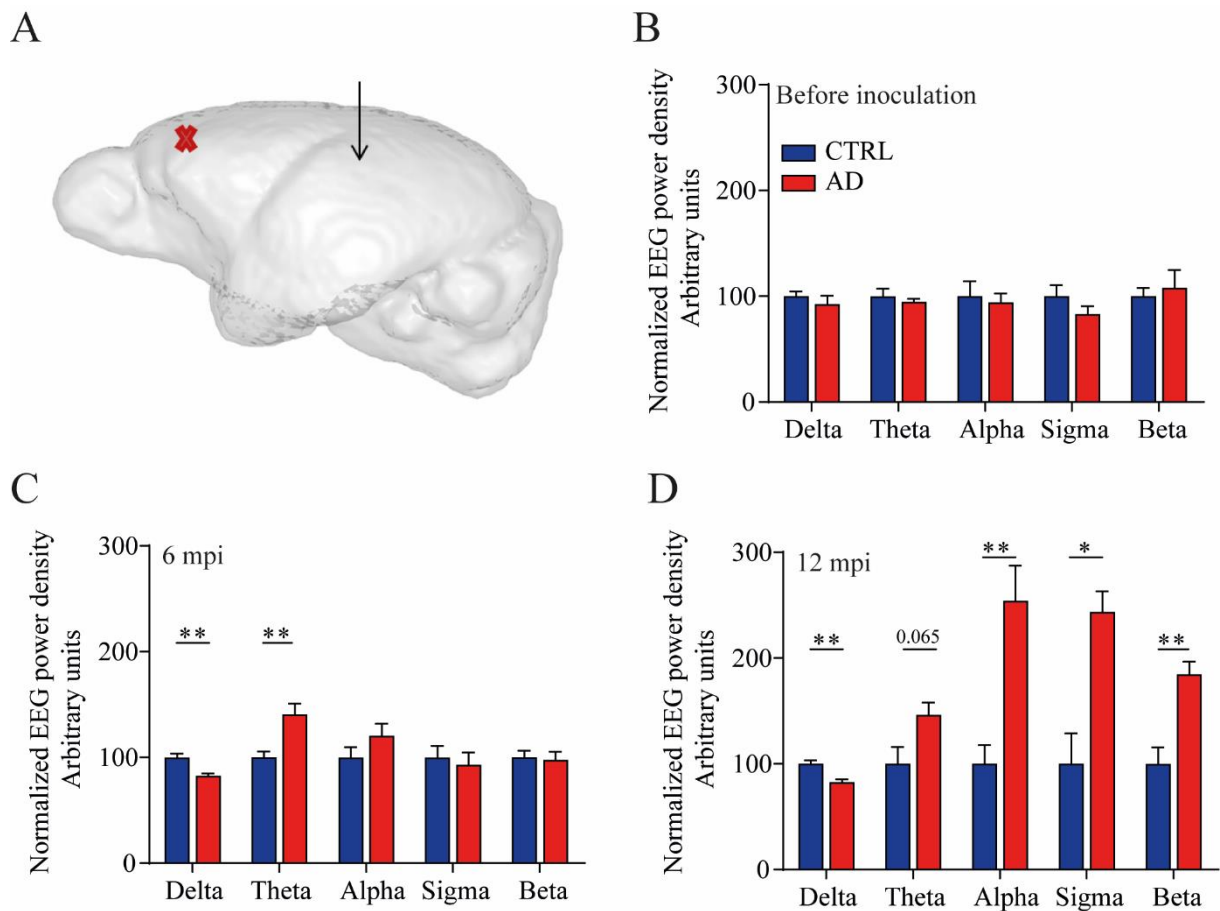 A
B
Normalized EEG power density
Arbitrary units
300
200
100
0
Before inoculation
CTRL
AD
Delta Theta Alpha Sigma Beta
C
Normalized EEG power density
Arbitrary units
300
200
100
0
6 mpi
** **
Delta Theta Alpha Sigma Beta
D
Normalized EEG power density
Arbitrary units
300
200
100
0
12 mpi
** 0.065 ** * **
Delta Theta Alpha Sigma Beta